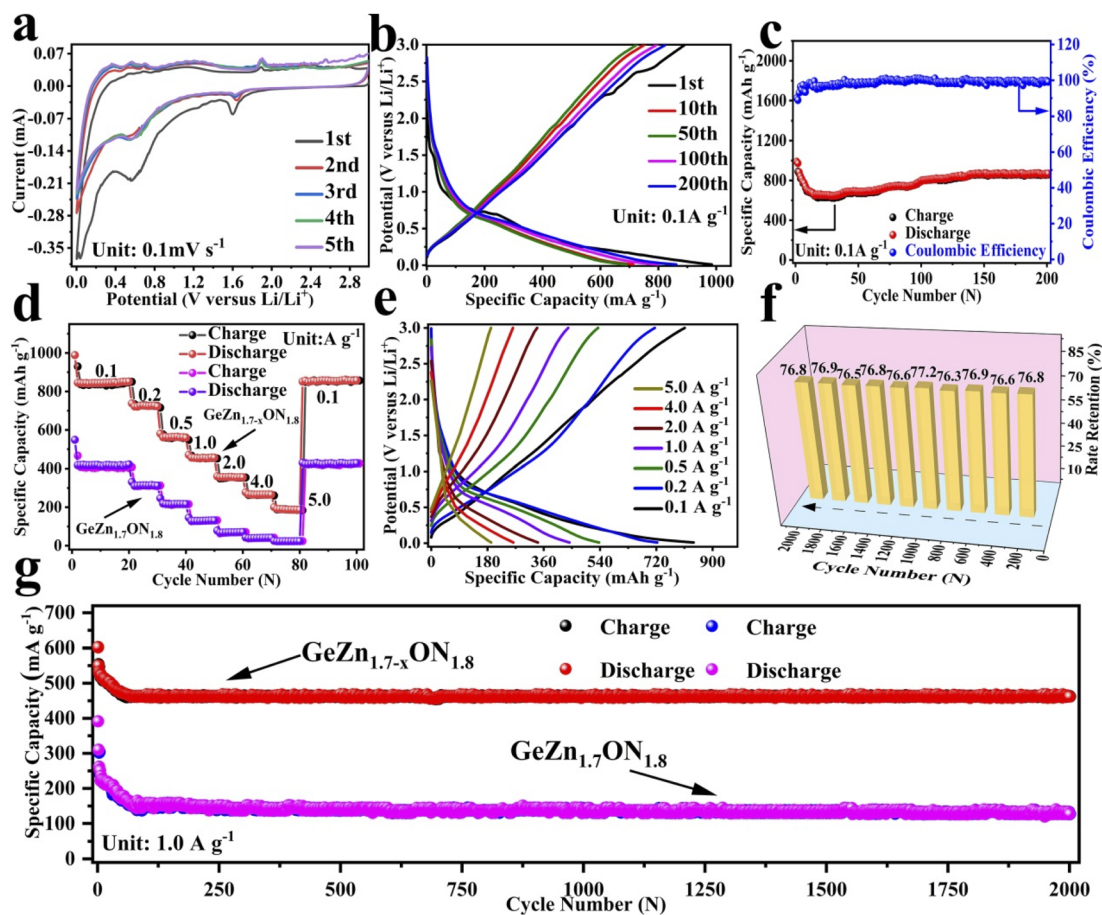 a
0.07
0.00
-0.07
-0.14
-0.21
-0.28
-0.35
Current (mA)
1st
2nd
3rd
4th
5th
Unit: 0.1mV s-1
0.0 0.4 0.8 1.2 1.6 2.0 2.4 2.8
Potential (V versus Li/Li+)
b
3.0
2.5
2.0
1.5
1.0
0.5
0.0
Potential (V versus Li/Li+)
1st
10th
50th
100th
200th
Unit: 0.1A g-1
0 200 400 600 800 1000
Specific Capacity (mA g-1)
c
2000
1600
1200
800
400
Specific Capacity (mAh g-1)
120
100
80
60
40
20
0
Coulombic Efficiency (%)
Charge
Discharge
Unit: 0.1A g-1
Coulombic Efficiency
0 50 100 150 200
Cycle Number (N)
d
1000
800
600
400
200
0
Specific Capacity (mAh g-1)
Charge
Discharge
Charge
Discharge
Unit:A g-1
0.1
0.2
0.5
1.0
2.0
4.0
5.0
0.1
GeZn1.7-xON1.8
GeZn1.7ON1.8
0 20 40 60 80 100
Cycle Number (N)
e
3.0
2.5
2.0
1.5
1.0
0.5
0.0
Potential (V versus Li/Li+)
5.0 A g-1
4.0 A g-1
2.0 A g-1
1.0 A g-1
0.5 A g-1
0.2 A g-1
0.1 A g-1
0 180 360 540 720 900
Specific Capacity (mAh g-1)
f
76.8 76.9 76.5 76.8 76.6 77.2 76.3 76.9 76.6 76.8
85
70
55
40
25
10
Rate Retention (%)
2000 1800 1600 1400 1200 1000 800 600 400 200 0
Cycle Number (N)
g
700
600
500
400
300
200
100
0
Specific Capacity (mA g-1)
GeZn1.7-xON1.8
Charge
Charge
Discharge
Discharge
GeZn1.7ON1.8
Unit: 1.0 A g-1
0 250 500 750 1000 1250 1500 1750 2000
Cycle Number (N)